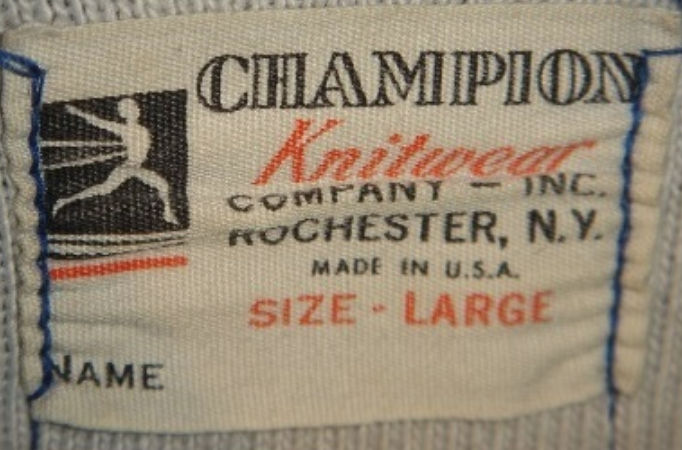 CHAMPION
Knitwear
COMPANY - INC.
ROCHESTER, N.Y.
MADE IN U.S.A.
SIZE - LARGE
NAME